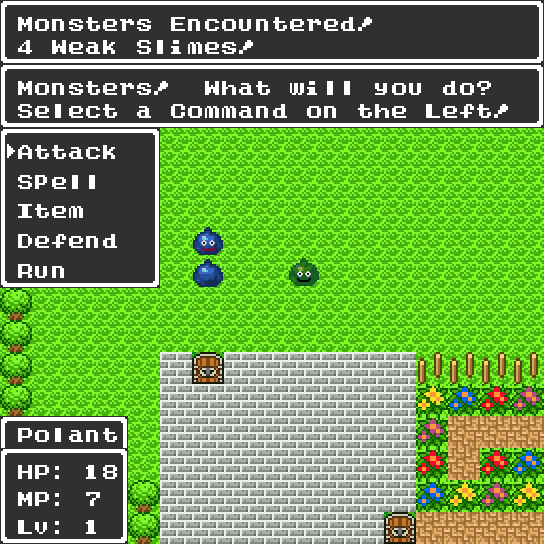 Monsters Encountered!
4 Weak Slimes!
Monsters!  What will you do?
Select a Command on the Left!
Attack
SPell
Item
Defend
Run
Polant
HP: 18
MP: 7
Lv: 1